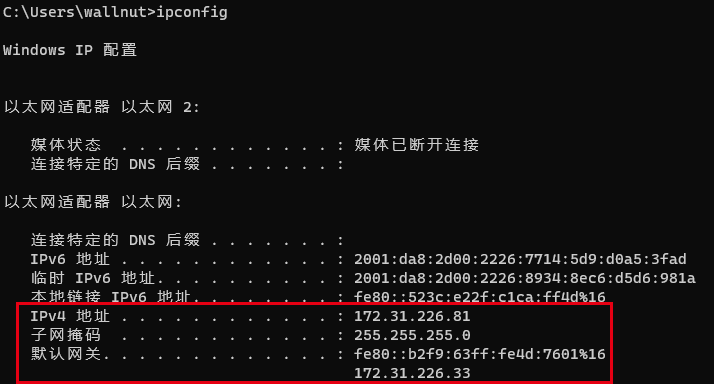 C:\Users\wallnut>ipconfig
Windows IP 配置
以太网适配器 以太网 2:
媒体状态 . . . . . . . . . . . . : 媒体已断开连接
连接特定的 DNS 后缀 . . . . . . . :
以太网适配器 以太网:
连接特定的 DNS 后缀 . . . . . . . :
IPv6 地址 . . . . . . . . . . . . : 2001:da8:2d00:2226:7714:5d9:d0a5:3fad
临时 IPv6 地址. . . . . . . . . . : 2001:da8:2d00:2226:8934:8ec6:d5d6:981a
本地链接 IPv6 地址. . . . . . . . : fe80::523c:e22f:c1ca:ff4d%16
IPv4 地址 . . . . . . . . . . . . : 172.31.226.81
子网掩码  . . . . . . . . . . . . : 255.255.255.0
默认网关. . . . . . . . . . . . . : fe80::b2f9:63ff:fe4d:7601%16
172.31.226.33